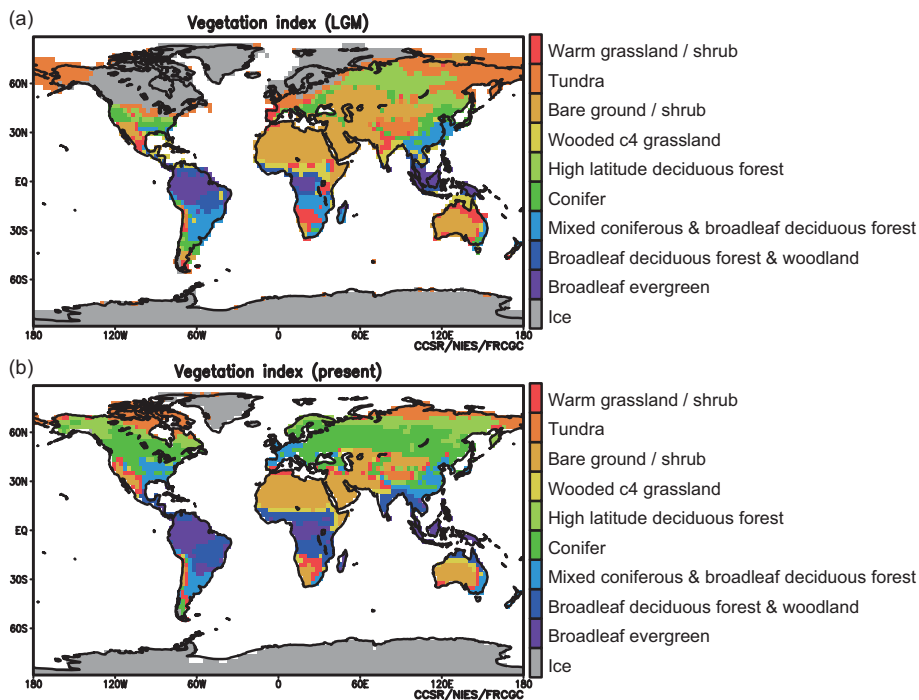 (a)
Vegetation index (LGM)
60N
30N
EQ
30S
60S
180
120W
60W
0
60E
120E
180
CCSR/NIES/FRCGC
Warm grassland / shrub
Tundra
Bare ground / shrub
Wooded c4 grassland
High latitude deciduous forest
Conifer
Mixed coniferous & broadleaf deciduous forest
Broadleaf deciduous forest & woodland
Broadleaf evergreen
Ice
(b)
Vegetation index (present)
60N
30N
EQ
30S
60S
180
120W
60W
0
60E
120E
180
CCSR/NIES/FRCGC
Warm grassland / shrub
Tundra
Bare ground / shrub
Wooded c4 grassland
High latitude deciduous forest
Conifer
Mixed coniferous & broadleaf deciduous forest
Broadleaf deciduous forest & woodland
Broadleaf evergreen
Ice